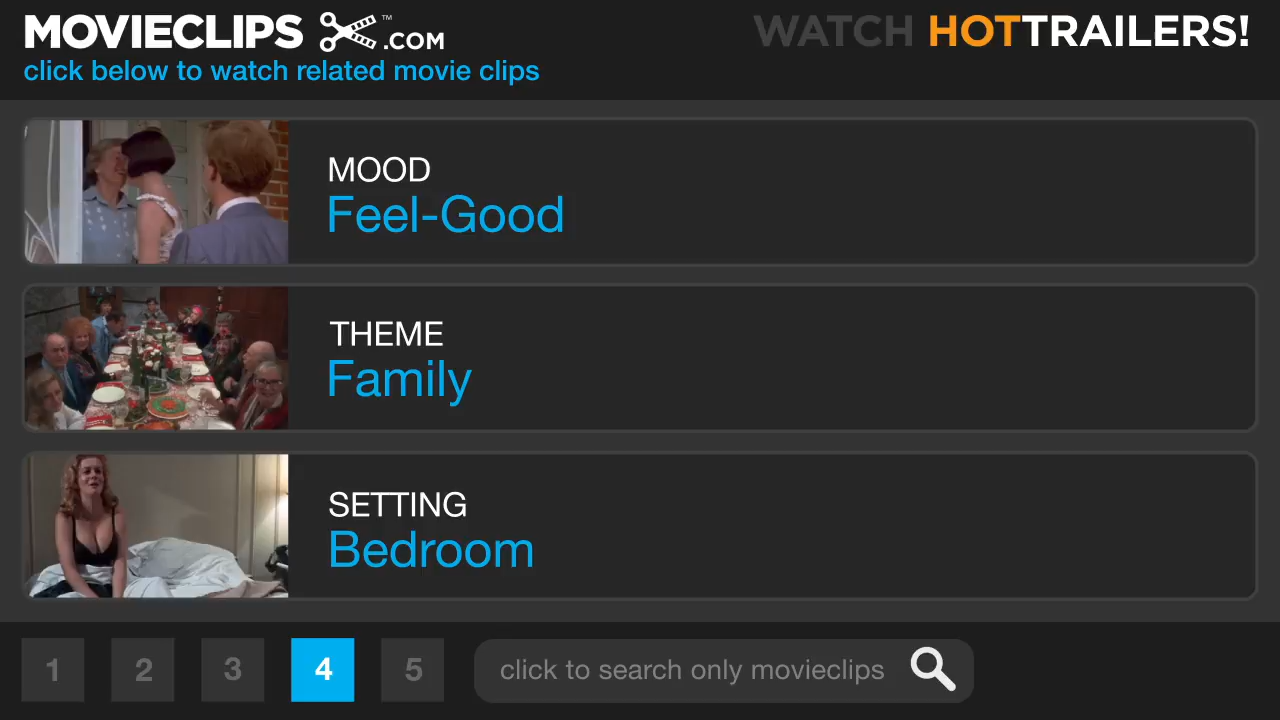 MOVIECLIPS ™ .COM
WATCH HOTTRAILERS!
click below to watch related movie clips
MOOD
Feel-Good
THEME
Family
SETTING
Bedroom
1 2 3 4 5 click to search only movieclips